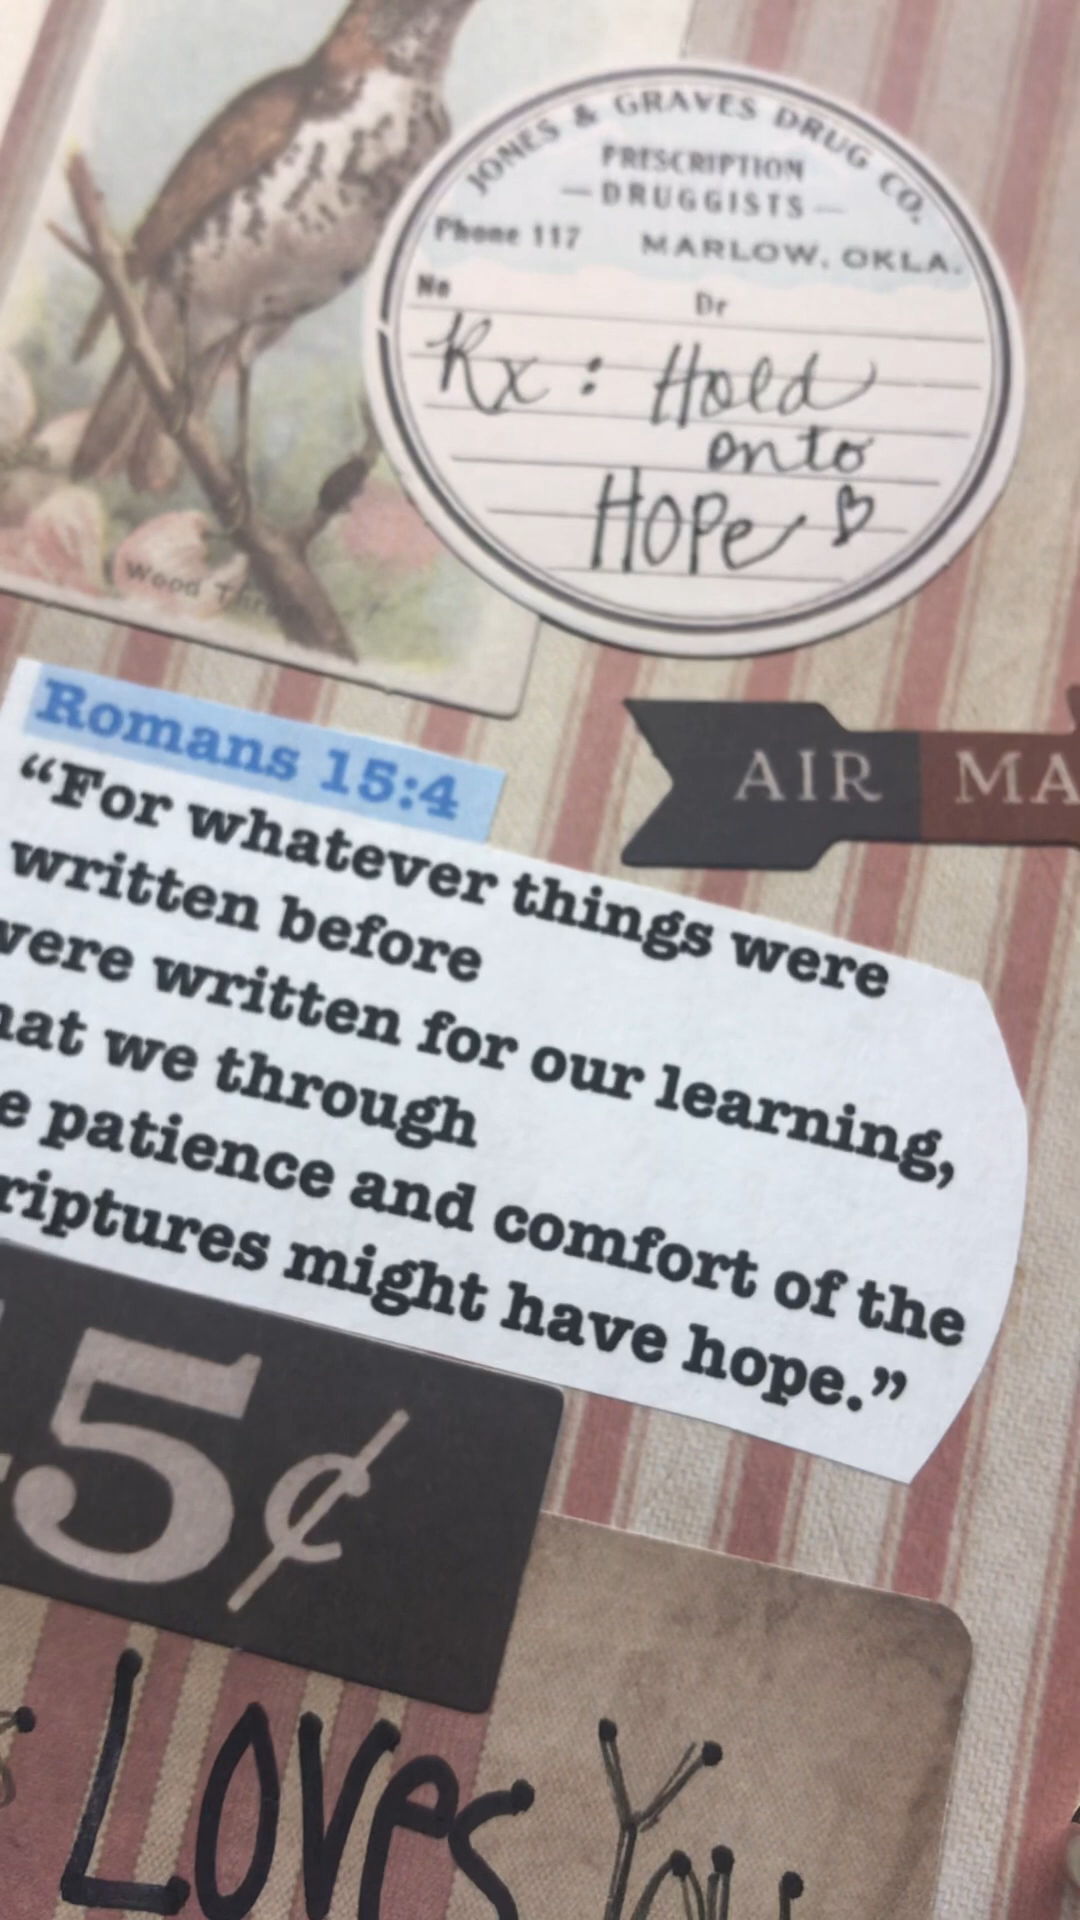 JONES & GRAVES DRUG CO.
PRESCRIPTION
—DRUGGISTS—
Phone 117 MARLOW, OKLA.
No Dr
Rx: Hold
onto
HOPe
Wood
Romans 15:4
AIR MA
“For whatever things were
written before
were written for our learning,
hat we through
e patience and comfort of the
riptures might have hope.”
5¢
Loves You